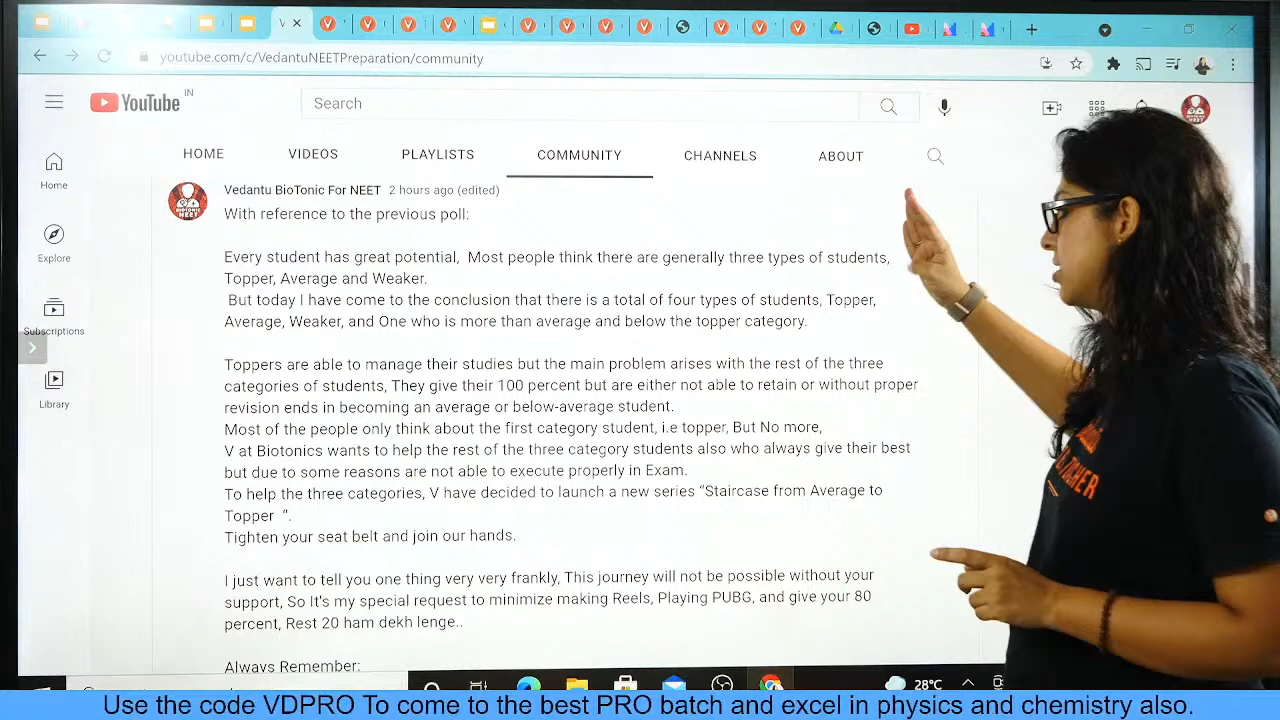 youtube.com/c/VedantuNEETPreparation/community
YouTube IN
Search
HOME VIDEOS PLAYLISTS COMMUNITY CHANNELS ABOUT
Home
Explore
Subscriptions
Library
Vedantu BioTonic For NEET 2 hours ago (edited)
With reference to the previous poll:
Every student has great potential, Most people think there are generally three types of students,
Topper, Average and Weaker.
But today I have come to the conclusion that there is a total of four types of students, Topper,
Average, Weaker, and One who is more than average and below the topper category.
Toppers are able to manage their studies but the main problem arises with the rest of the three
categories of students, They give their 100 percent but are either not able to retain or without proper
revision ends in becoming an average or below-average student.
Most of the people only think about the first category student, i.e topper, But No more,
V at Biotonics wants to help the rest of the three category students also who always give their best
but due to some reasons are not able to execute properly in Exam.
To help the three categories, V have decided to launch a new series “Staircase from Average to
Topper “.
Tighten your seat belt and join our hands.
I just want to tell you one thing very very frankly, This journey will not be possible without your
support, So It's my special request to minimize making Reels, Playing PUBG, and give your 80
percent, Rest 20 ham dekh lenge..
Always Remember:
28°C
Use the code VDPRO To come to the best PRO batch and excel in physics and chemistry also.